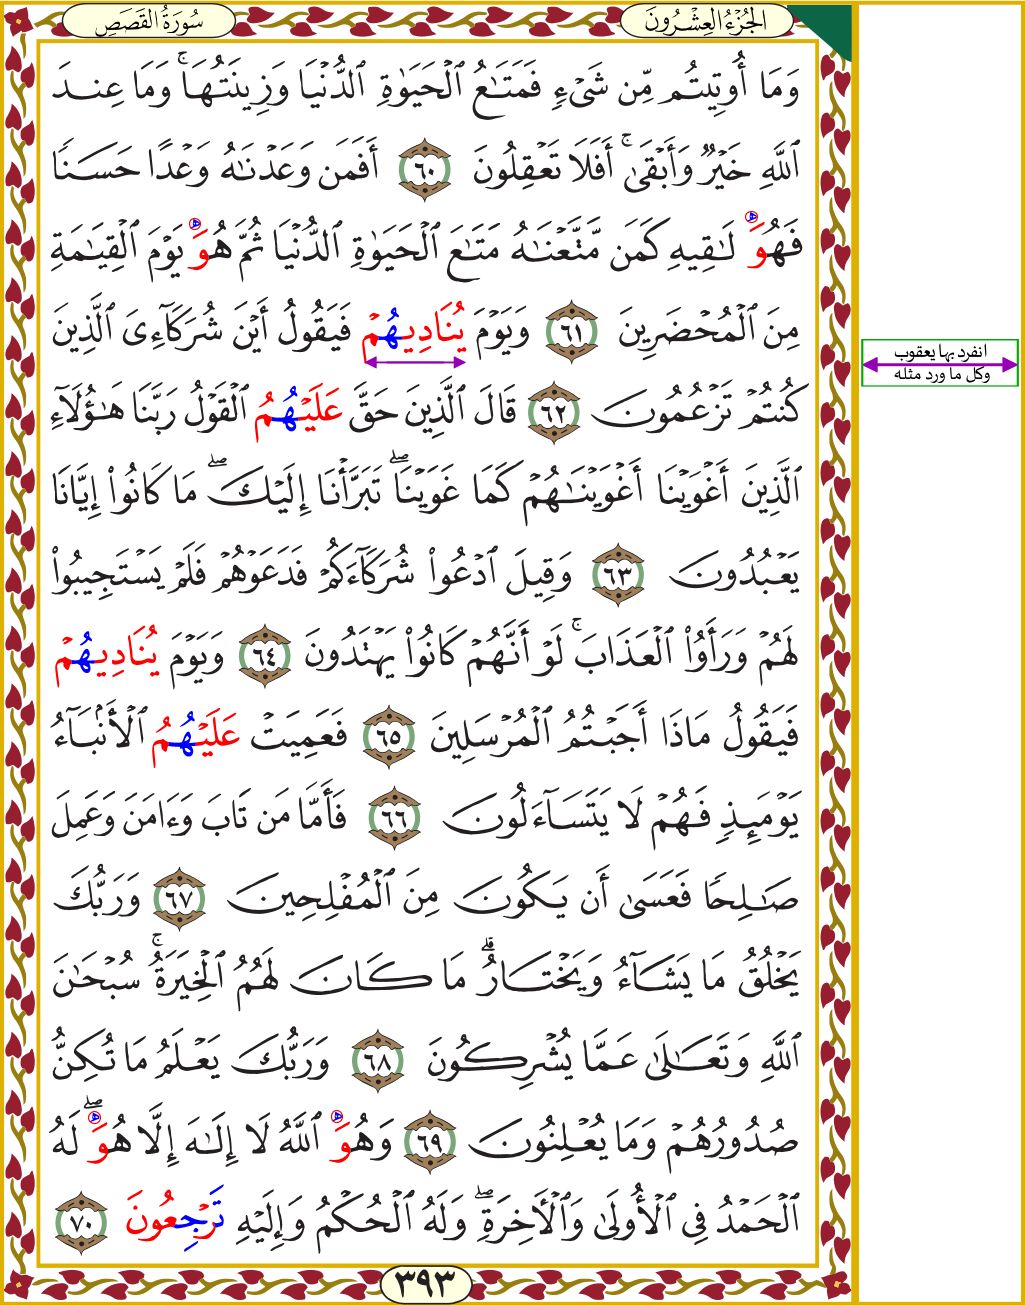 سُورَةُ القَصَصِ
الجُزْءُ العِشْرُونَ
وَمَآ أُوتِيتُم مِّن شَىْءٍ فَمَتَـٰعُ ٱلْحَيَوٰةِ ٱلدُّنْيَا وَزِينَتُهَا ۚ وَمَا عِندَ
ٱللَّهِ خَيْرٌ وَأَبْقَىٰٓ ۚ أَفَلَا تَعْقِلُونَ ٦٠ أَفَمَن وَعَدْنَـٰهُ وَعْدًا حَسَنًا
فَهُوَ لَـٰقِيهِ كَمَن مَّتَّعْنَـٰهُ مَتَـٰعَ ٱلْحَيَوٰةِ ٱلدُّنْيَا ثُمَّ هُوَ يَوْمَ ٱلْقِيَـٰمَةِ
مِنَ ٱلْمُحْضَرِينَ ٦١ وَيَوْمَ يُنَادِيهُمْ فَيَقُولُ أَيْنَ شُرَكَآءِىَ ٱلَّذِينَ
كُنتُمْ تَزْعُمُونَ ٦٢ قَالَ ٱلَّذِينَ حَقَّ عَلَيْهُمُ ٱلْقَوْلُ رَبَّنَا هَـٰٓؤُلَآءِ
ٱلَّذِينَ أَغْوَيْنَآ أَغْوَيْنَـٰهُمْ كَمَا غَوَيْنَا ۖ تَبَرَّأْنَآ إِلَيْكَ ۖ مَا كَانُوٓا۟ إِيَّانَا
يَعْبُدُونَ ٦٣ وَقِيلَ ٱدْعُوا۟ شُرَكَآءَكُمْ فَدَعَوْهُمْ فَلَمْ يَسْتَجِيبُوا۟
لَهُمْ وَرَأَوُا۟ ٱلْعَذَابَ ۚ لَوْ أَنَّهُمْ كَانُوا۟ يَهْتَدُونَ ٦٤ وَيَوْمَ يُنَادِيهُمْ
فَيَقُولُ مَاذَآ أَجَبْتُمُ ٱلْمُرْسَلِينَ ٦٥ فَعَمِيَتْ عَلَيْهُمُ ٱلْأَنۢبَآءُ
يَوْمَئِذٍ فَهُمْ لَا يَتَسَآءَلُونَ ٦٦ فَأَمَّا مَن تَابَ وَءَامَنَ وَعَمِلَ
صَـٰلِحًا فَعَسَىٰٓ أَن يَكُونَ مِنَ ٱلْمُفْلِحِينَ ٦٧ وَرَبُّكَ
يَخْلُقُ مَا يَشَآءُ وَيَخْتَارُ ۗ مَا كَانَ لَهُمُ ٱلْخِيَرَةُ ۚ سُبْحَـٰنَ
ٱللَّهِ وَتَعَـٰلَىٰ عَمَّا يُشْرِكُونَ ٦٨ وَرَبُّكَ يَعْلَمُ مَا تُكِنُّ
صُدُورُهُمْ وَمَا يُعْلِنُونَ ٦٩ وَهُوَ ٱللَّهُ لَآ إِلَـٰهَ إِلَّا هُوَ ۖ لَهُ
ٱلْحَمْدُ فِى ٱلْأُولَىٰ وَٱلْـَٔاخِرَةِ ۖ وَلَهُ ٱلْحُكْمُ وَإِلَيْهِ تَرْجِعُونَ ٧٠
٣٩٣
انفرد بها يعقوب
وكل ما ورد مثله